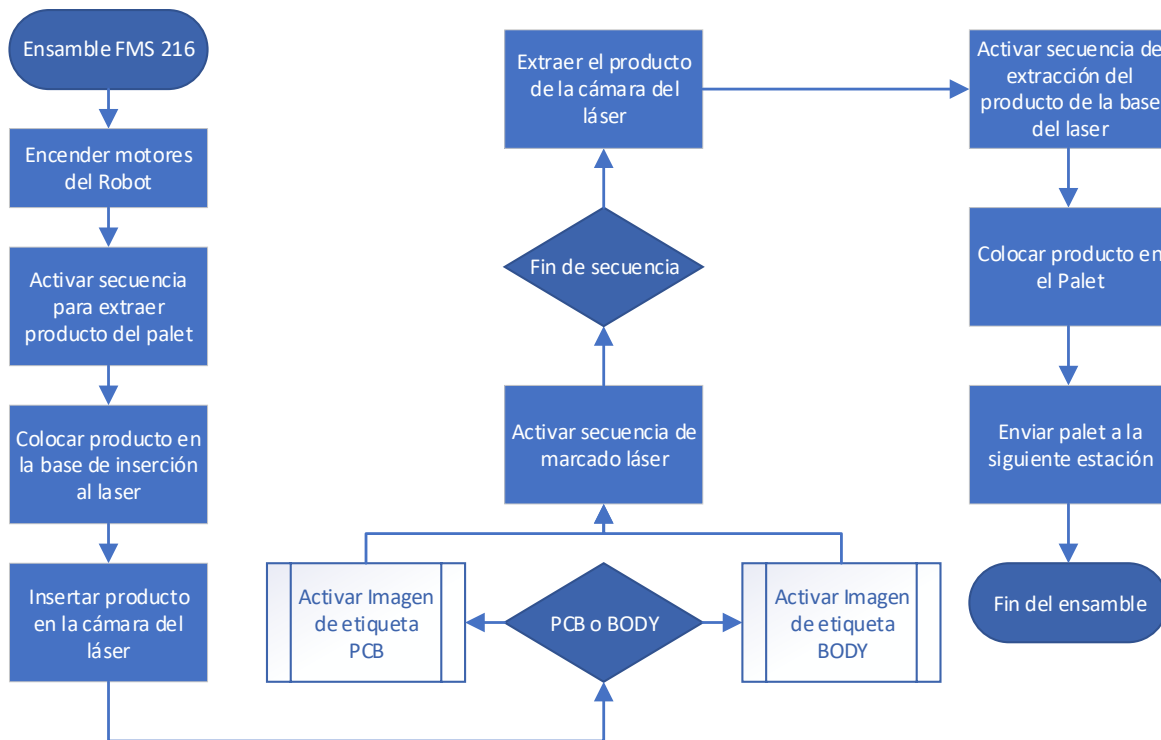 Ensamble FMS 216
Encender motores
del Robot
Activar secuencia
para extraer
producto del palet
Colocar producto en
la base de inserción
al laser
Insertar producto
en la cámara del
láser
PCB o BODY
Activar Imagen
de etiqueta
PCB
Activar Imagen
de etiqueta
BODY
Activar secuencia de
marcado láser
Fin de secuencia
Extraer el producto
de la cámara del
láser
Activar secuencia de
extracción del
producto de la base
del laser
Colocar producto en
el Palet
Enviar palet a la
siguiente estación
Fin del ensamble